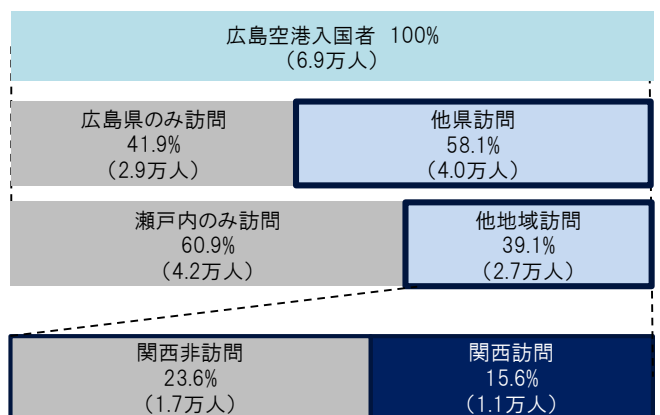 広島空港入国者 100%
(6.9万人)
広島県のみ訪問
41.9%
(2.9万人)
他県訪問
58.1%
(4.0万人)
瀬戸内のみ訪問
60.9%
(4.2万人)
他地域訪問
39.1%
(2.7万人)
関西非訪問
23.6%
(1.7万人)
関西訪問
15.6%
(1.1万人)